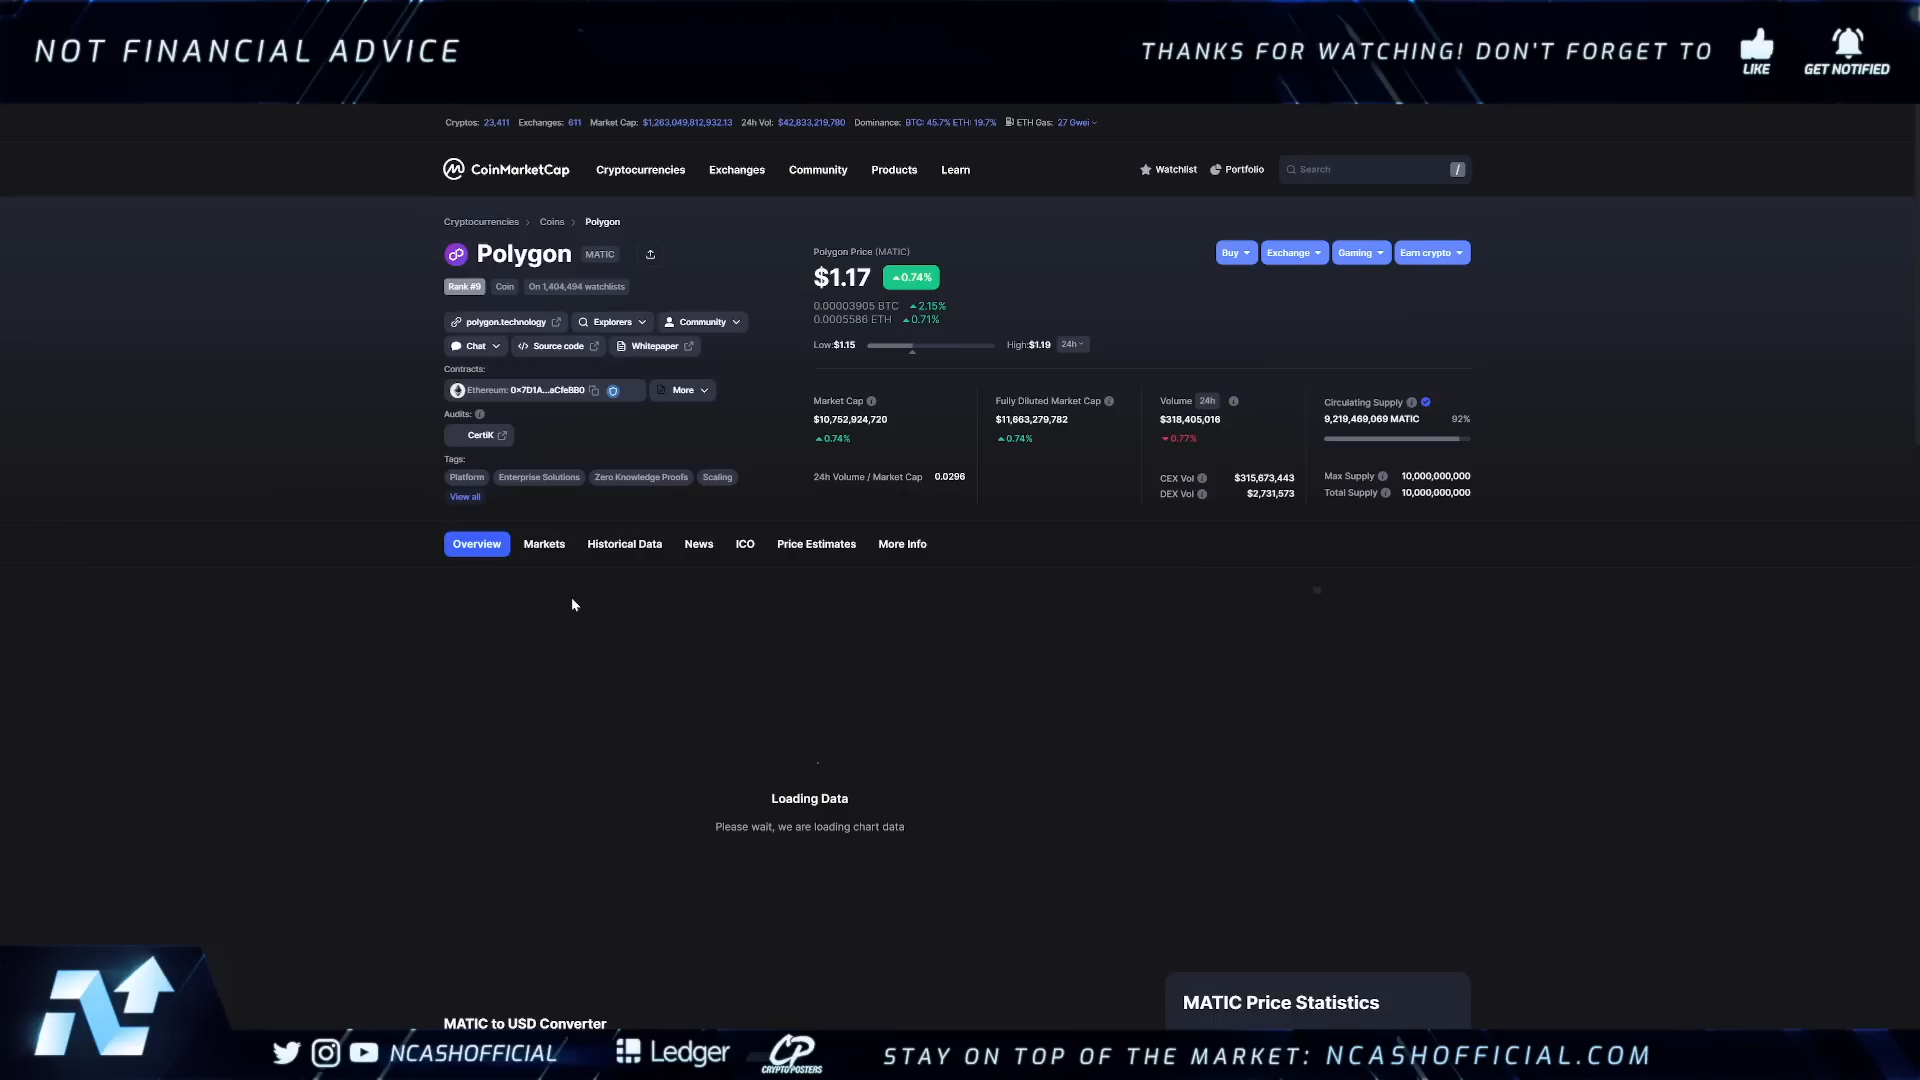 NOT FINANCIAL ADVICE
THANKS FOR WATCHING! DON'T FORGET TO
LIKE
GET NOTIFIED
Cryptos: 23,411 Exchanges: 611 Market Cap: $1,263,049,812,932.13 24h Vol: $42,833,219,780 Dominance: BTC: 45.7% ETH: 19.7% ETH Gas: 27 Gwei
CoinMarketCap Cryptocurrencies Exchanges Community Products Learn Watchlist Portfolio Search /
Cryptocurrencies Coins Polygon
Polygon MATIC
Rank #9 Coin On 1,404,494 watchlists
polygon.technology Explorers Community
Chat Source code Whitepaper
Contracts:
Ethereum: 0x7D1A...aCfeBB0 More
Audits:
CertiK
Tags:
Platform Enterprise Solutions Zero Knowledge Proofs Scaling
View all
Polygon Price (MATIC)
$1.17 0.74%
0.00003905 BTC 2.15%
0.0005586 ETH 0.71%
Low:$1.15 High:$1.19 24h
Buy Exchange Gaming Earn crypto
Market Cap
$10,752,924,720
0.74%
24h Volume / Market Cap 0.0296
Fully Diluted Market Cap
$11,663,279,782
0.74%
Volume 24h
$318,405,016
0.77%
CEX Vol $315,673,443
DEX Vol $2,731,573
Circulating Supply
9,219,469,069 MATIC 92%
Max Supply 10,000,000,000
Total Supply 10,000,000,000
Overview Markets Historical Data News ICO Price Estimates More Info
Loading Data
Please wait, we are loading chart data
MATIC to USD Converter
MATIC Price Statistics
NCASHOFFICIAL
Ledger
CP
CRYPTOPOSTERS
STAY ON TOP OF THE MARKET: NCASHOFFICIAL.COM